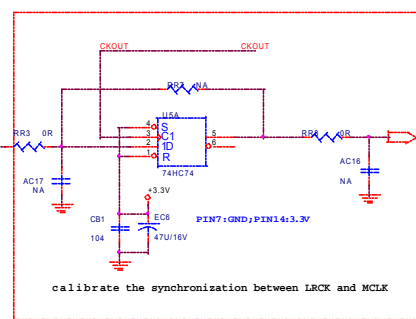 CKOUT CKOUT
RR7 NA
U5A
RR3 0R
4 S
3 C1 5
2 1D 6
1 R
RR8 0R
74HC74
AC17
NA
AC16
NA
+3.3V
CB1
104
EC6
47U/16V
PIN7:GND;PIN14:3.3V
calibrate the synchronization between LRCK and MCLK